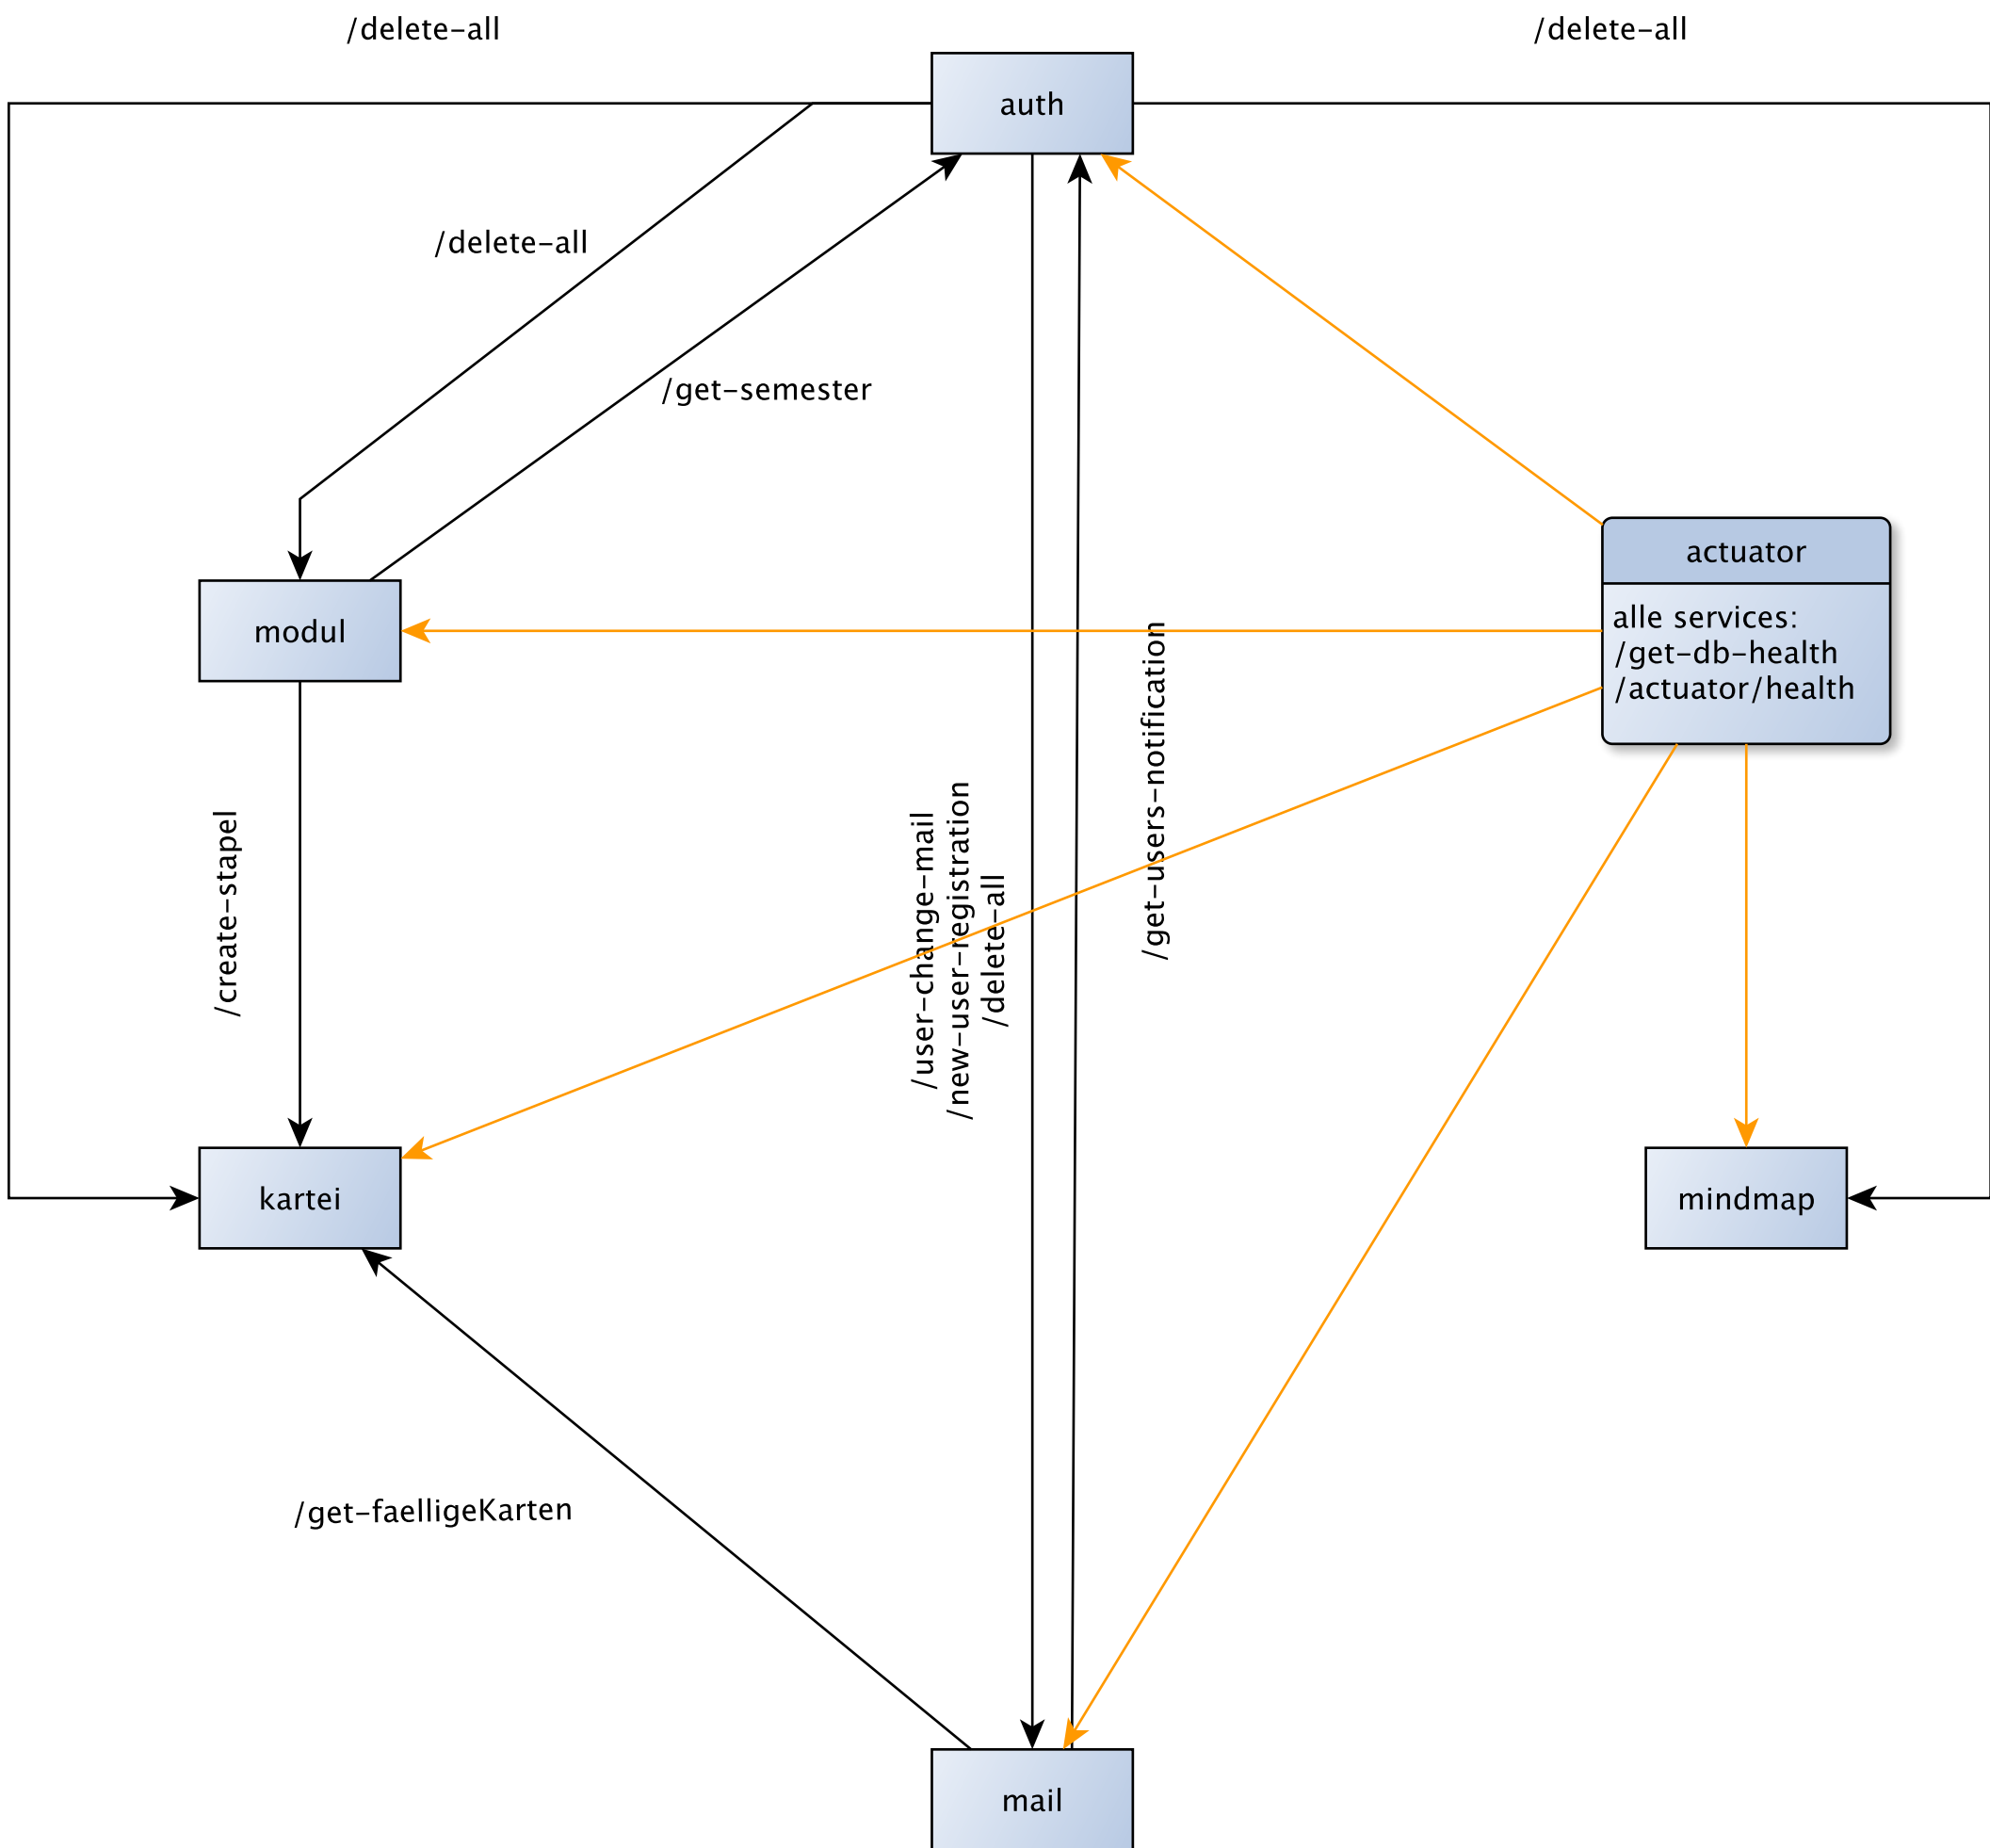 /delete-all
/delete-all
auth
/delete-all
/get-semester
actuator
alle services:
/get-db-health
/actuator/health
modul
/get-users-notification
/create-stapel
/user-change-mail
/new-user-registration
/delete-all
kartei
mindmap
/get-faelligeKarten
mail